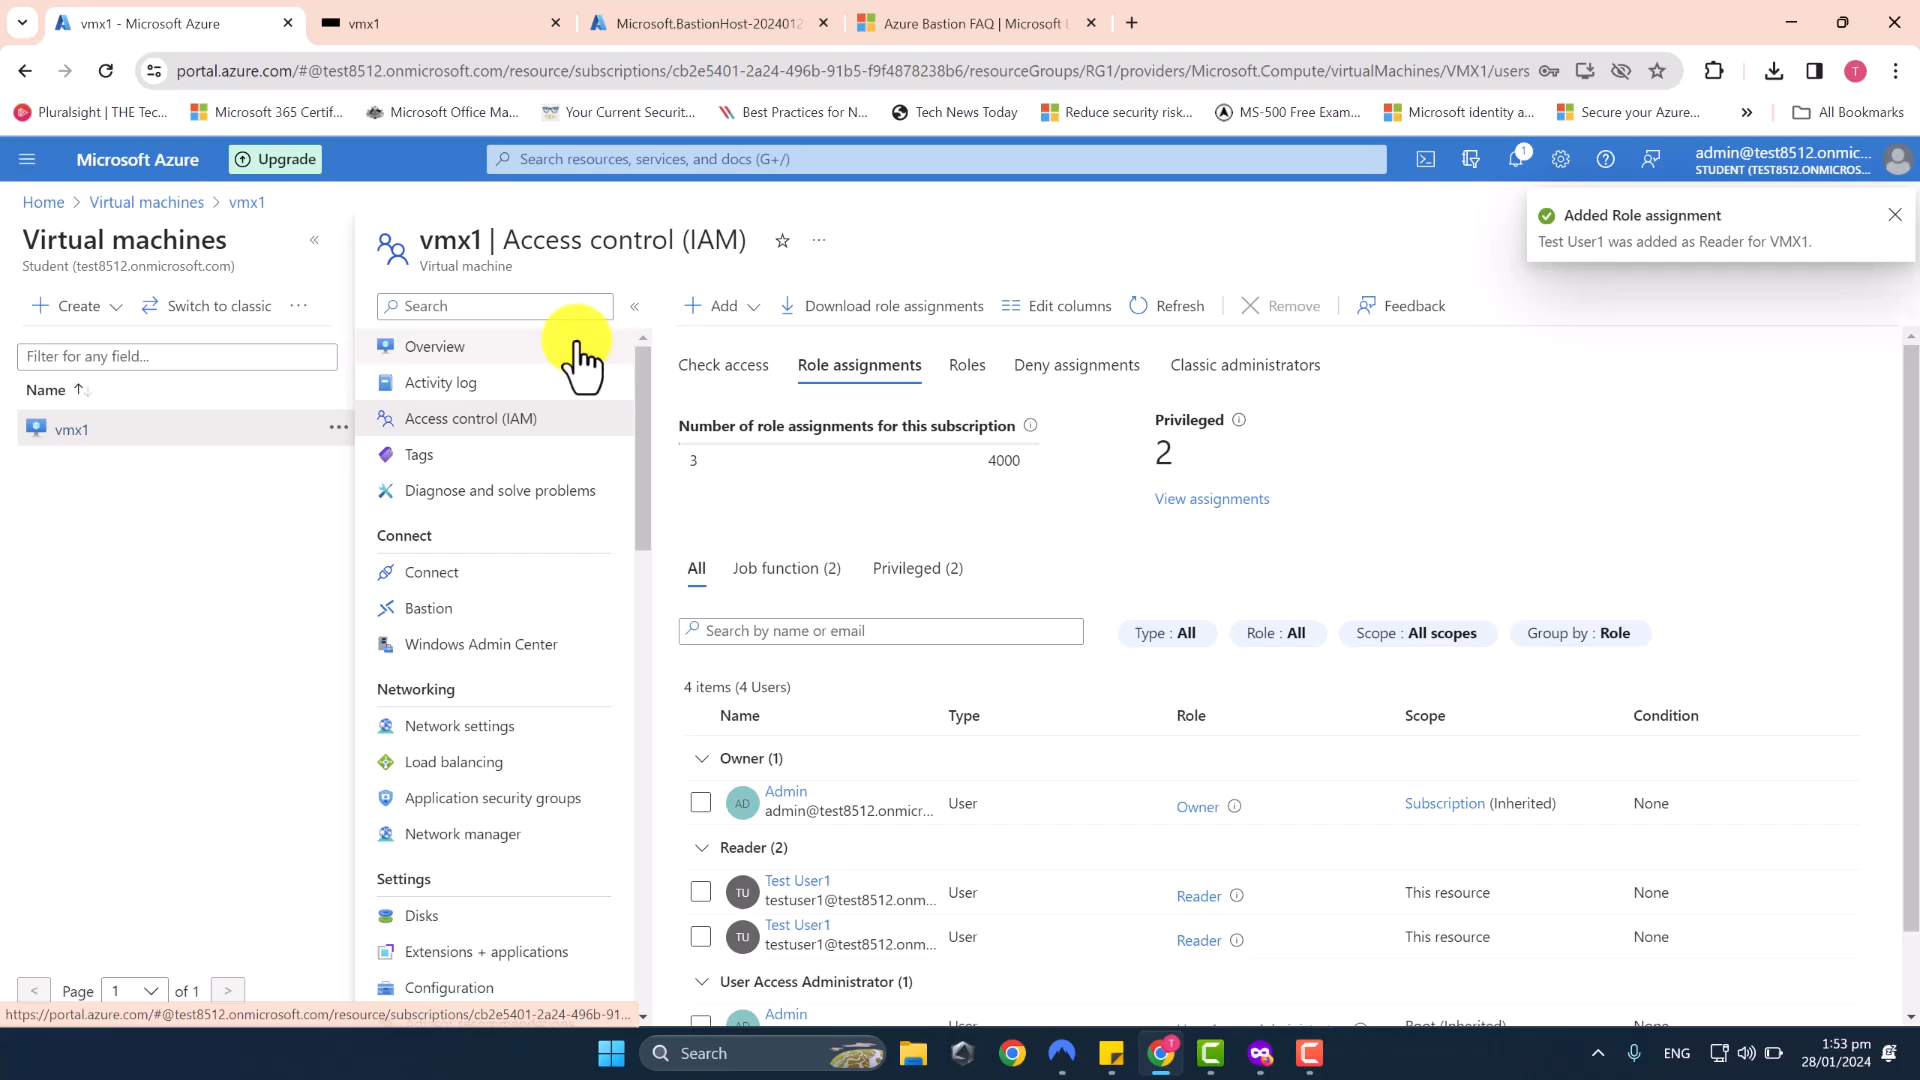 vmx1 - Microsoft Azure
vmx1
Microsoft.BastionHost-2024012
Azure Bastion FAQ | Microsoft L
portal.azure.com/#@test8512.onmicrosoft.com/resource/subscriptions/cb2e5401-2a24-496b-91b5-f9f4878238b6/resourceGroups/RG1/providers/Microsoft.Compute/virtualMachines/VMX1/users
T
Pluralsight | THE Tec...
Microsoft 365 Certif...
Microsoft Office Ma...
Your Current Securit...
Best Practices for N...
Tech News Today
Reduce security risk...
MS-500 Free Exam...
Microsoft identity a...
Secure your Azure...
»
All Bookmarks
Microsoft Azure
Upgrade
Search resources, services, and docs (G+/)
1
admin@test8512.onmic...
STUDENT (TEST8512.ONMICROS...
Home > Virtual machines > vmx1
Added Role assignment
Test User1 was added as Reader for VMX1.
Virtual machines
Student (test8512.onmicrosoft.com)
Create
Switch to classic
...
Filter for any field...
Name
vmx1
...
< Page 1 of 1 >
vmx1 | Access control (IAM)
...
Virtual machine
Search
Overview
Activity log
Access control (IAM)
Tags
Diagnose and solve problems
Connect
Connect
Bastion
Windows Admin Center
Networking
Network settings
Load balancing
Application security groups
Network manager
Settings
Disks
Extensions + applications
Configuration
Add
Download role assignments
Edit columns
Refresh
Remove
Feedback
Check access
Role assignments
Roles
Deny assignments
Classic administrators
Number of role assignments for this subscription
3
4000
Privileged
2
View assignments
All
Job function (2)
Privileged (2)
Search by name or email
Type : All
Role : All
Scope : All scopes
Group by : Role
4 items (4 Users)
Name
Type
Role
Scope
Condition
Owner (1)
AD
Admin
admin@test8512.onmicr...
User
Owner
Subscription (Inherited)
None
Reader (2)
TU
Test User1
testuser1@test8512.onm...
User
Reader
This resource
None
TU
Test User1
testuser1@test8512.onm...
User
Reader
This resource
None
User Access Administrator (1)
Admin
https://portal.azure.com/#@test8512.onmicrosoft.com/resource/subscriptions/cb2e5401-2a24-496b-91...
Search
T
ENG
1:53 pm
28/01/2024